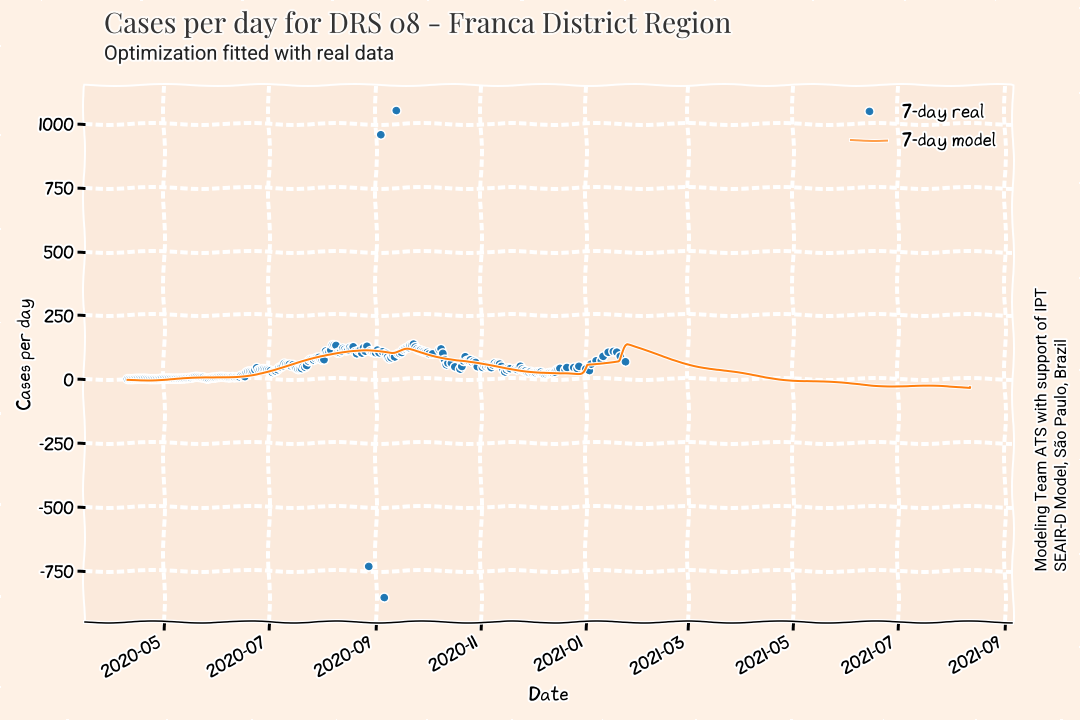 Cases per day for DRS 08 - Franca District Region
Optimization fitted with real data
7-day real
7-day model
1000
750
500
250
0
-250
-500
-750
Cases per day
2020-05
2020-07
2020-09
2020-11
2021-01
2021-03
2021-05
2021-07
2021-09
Date
Modeling Team ATS with support of IPT
SEAIR-D Model, São Paulo, Brazil